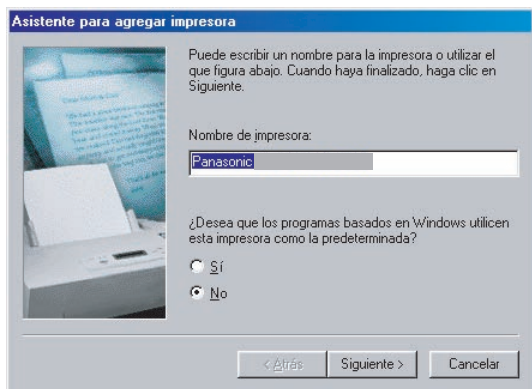 Asistente para agregar impresora
Puede escribir un nombre para la impresora o utilizar el
que figura abajo. Cuando haya finalizado, haga clic en
Siguiente.
Nombre de impresora:
Panasonic
¿Desea que los programas basados en Windows utilicen
esta impresora como la predeterminada?
Sí
No
< Atrás
Siguiente >
Cancelar